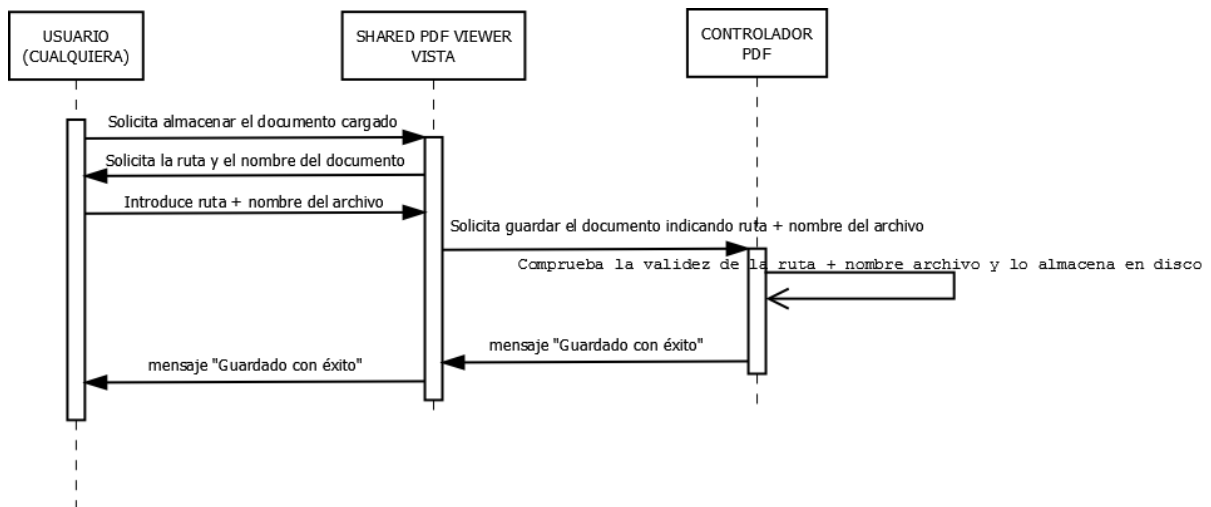 USUARIO
(CUALQUIERA)
SHARED PDF VIEWER
VISTA
CONTROLADOR
PDF
Solicita almacenar el documento cargado
Solicita la ruta y el nombre del documento
Introduce ruta + nombre del archivo
Solicita guardar el documento indicando ruta + nombre del archivo
Comprueba la validez de la ruta + nombre archivo y lo almacena en disco
mensaje "Guardado con éxito"
mensaje "Guardado con éxito"